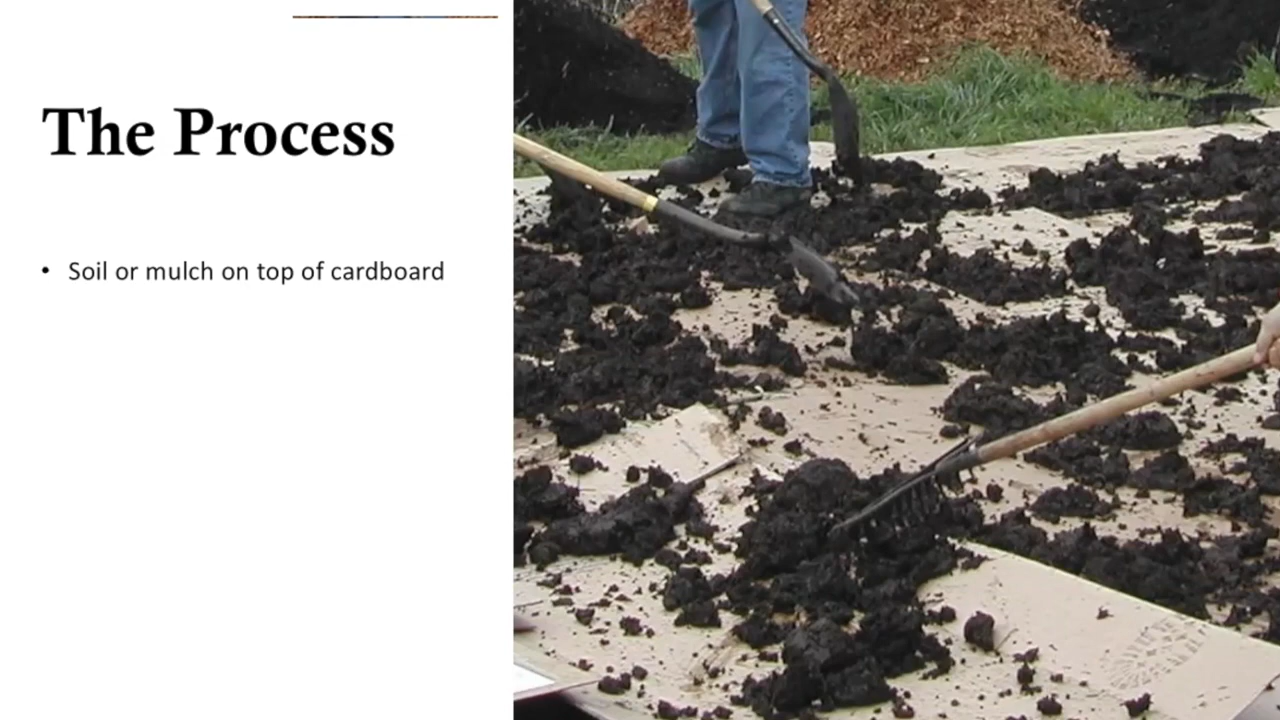 The Process
• Soil or mulch on top of cardboard